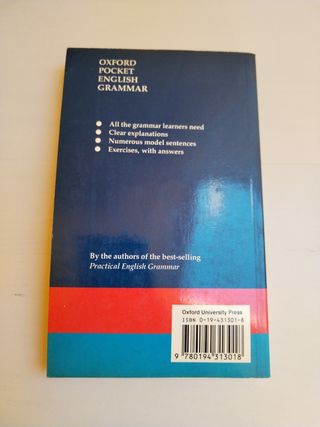 OXFORD
POCKET
ENGLISH
GRAMMAR
● All the grammar learners need
● Clear explanations
● Numerous model sentences
● Exercises, with answers
By the authors of the best-selling
Practical English Grammar
Oxford University Press
ISBN 0-19-431301-8
9 780194 313018